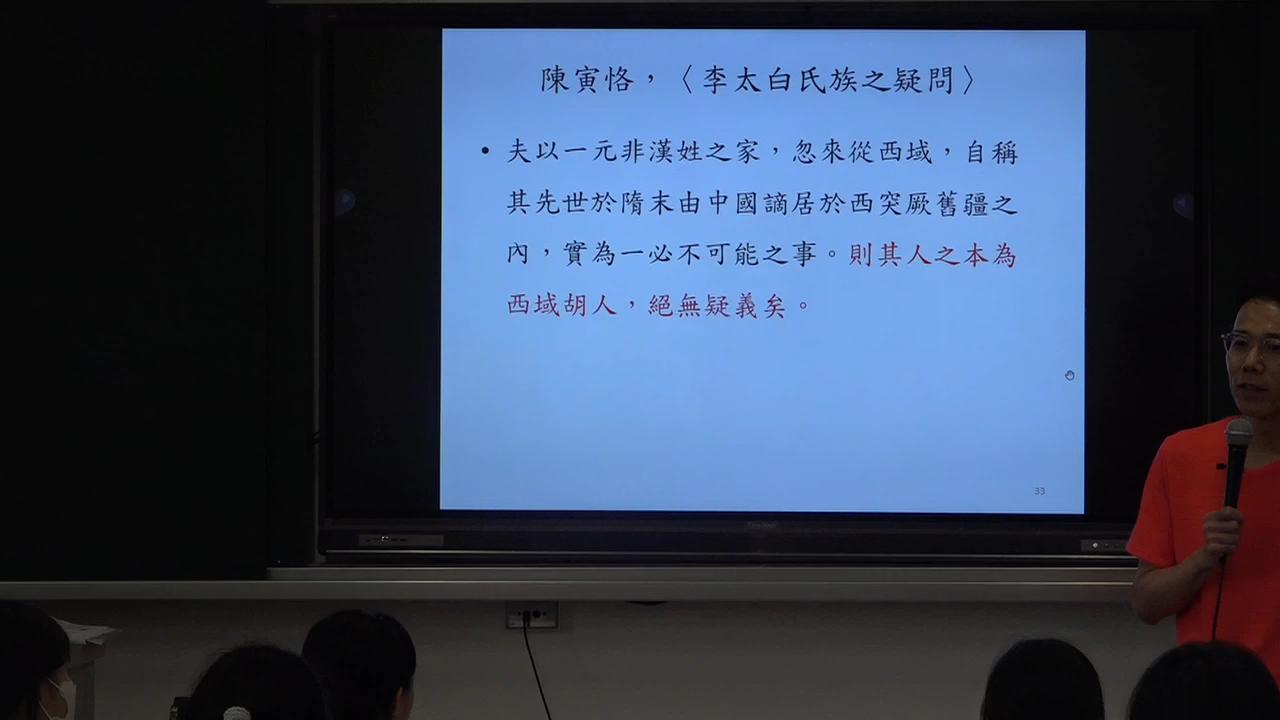 陳寅恪，〈李太白氏族之疑問〉
• 夫以一元非漢姓之家，忽來從西域，自稱
其先世於隋末由中國謫居於西突厥舊疆之
內，實為一必不可能之事。則其人之本為
西域胡人，絕無疑義矣。
33